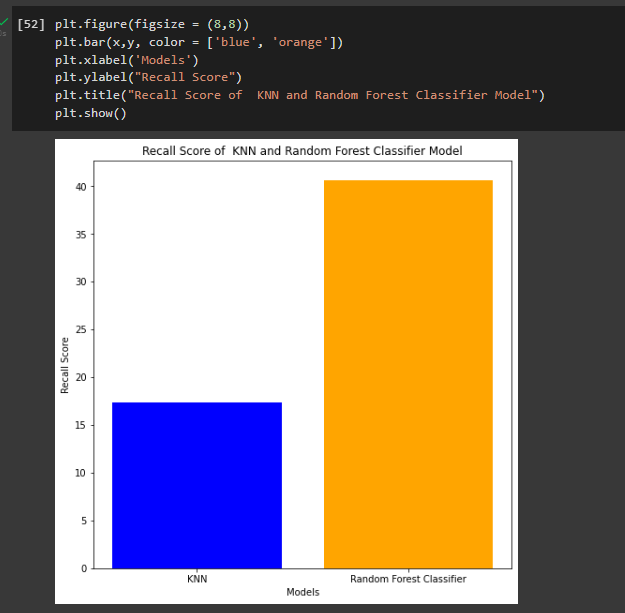 [52] plt.figure(figsize = (8,8))
plt.bar(x,y, color = ['blue', 'orange'])
plt.xlabel('Models')
plt.ylabel("Recall Score")
plt.title("Recall Score of  KNN and Random Forest Classifier Model")
plt.show()
Recall Score of  KNN and Random Forest Classifier Model
40
35
30
25
20
15
10
5
0
Recall Score
KNN Random Forest Classifier
Models